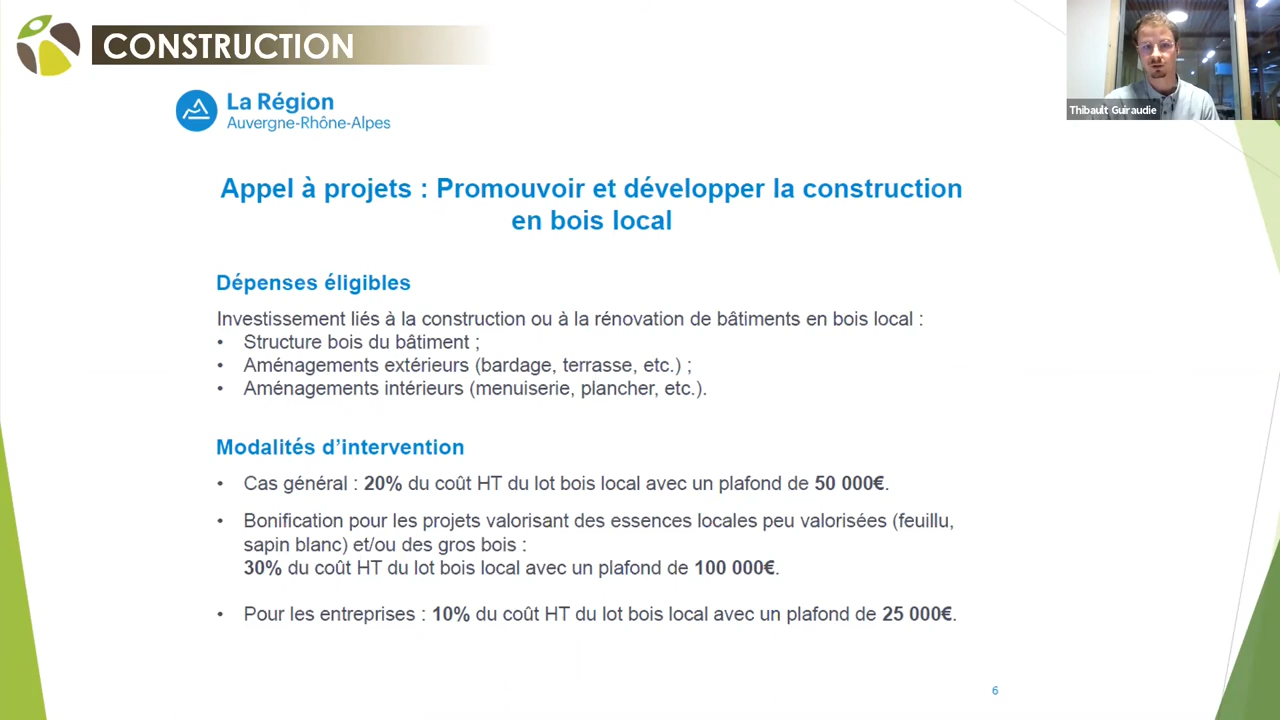 CONSTRUCTION
Thibault Guiraudie
La Région
Auvergne-Rhône-Alpes
Appel à projets : Promouvoir et développer la construction
en bois local
Dépenses éligibles
Investissement liés à la construction ou à la rénovation de bâtiments en bois local :
• Structure bois du bâtiment ;
• Aménagements extérieurs (bardage, terrasse, etc.) ;
• Aménagements intérieurs (menuiserie, plancher, etc.).
Modalités d’intervention
• Cas général : 20% du coût HT du lot bois local avec un plafond de 50 000€.
• Bonification pour les projets valorisant des essences locales peu valorisées (feuillu,
sapin blanc) et/ou des gros bois :
30% du coût HT du lot bois local avec un plafond de 100 000€.
• Pour les entreprises : 10% du coût HT du lot bois local avec un plafond de 25 000€.
6